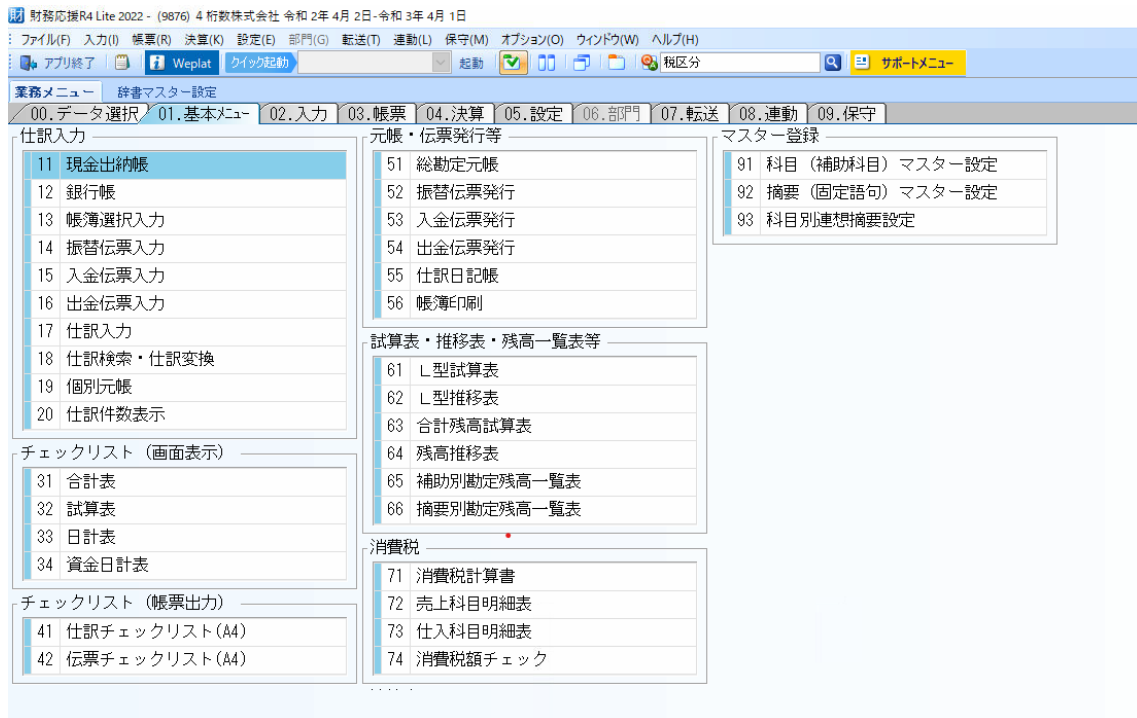 財務応援R4 Lite 2022 - (9876) 4 桁数株式会社 令和 2年 4月 2日-令和 3年 4月 1日
ファイル(F) 入力(I) 帳票(R) 決算(K) 設定(E) 部門(G) 転送(T) 連動(L) 保守(M) オプション(O) ウィンドウ(W) ヘルプ(H)
アプリ終了 Weplat クイック起動 起動 税区分 サポートメニュー
業務メニュー 辞書マスター設定
00.データ選択 01.基本メニュー 02.入力 03.帳票 04.決算 05.設定 06.部門 07.転送 08.連動 09.保守
仕訳入力
11 現金出納帳
12 銀行帳
13 帳簿選択入力
14 振替伝票入力
15 入金伝票入力
16 出金伝票入力
17 仕訳入力
18 仕訳検索・仕訳変換
19 個別元帳
20 仕訳件数表示
チェックリスト（画面表示）
31 合計表
32 試算表
33 日計表
34 資金日計表
チェックリスト（帳票出力）
41 仕訳チェックリスト(A4)
42 伝票チェックリスト(A4)
元帳・伝票発行等
51 総勘定元帳
52 振替伝票発行
53 入金伝票発行
54 出金伝票発行
55 仕訳日記帳
56 帳簿印刷
試算表・推移表・残高一覧表等
61 Ｌ型試算表
62 Ｌ型推移表
63 合計残高試算表
64 残高推移表
65 補助別勘定残高一覧表
66 摘要別勘定残高一覧表
消費税
71 消費税計算書
72 売上科目明細表
73 仕入科目明細表
74 消費税額チェック
マスター登録
91 科目（補助科目）マスター設定
92 摘要（固定語句）マスター設定
93 科目別連想摘要設定